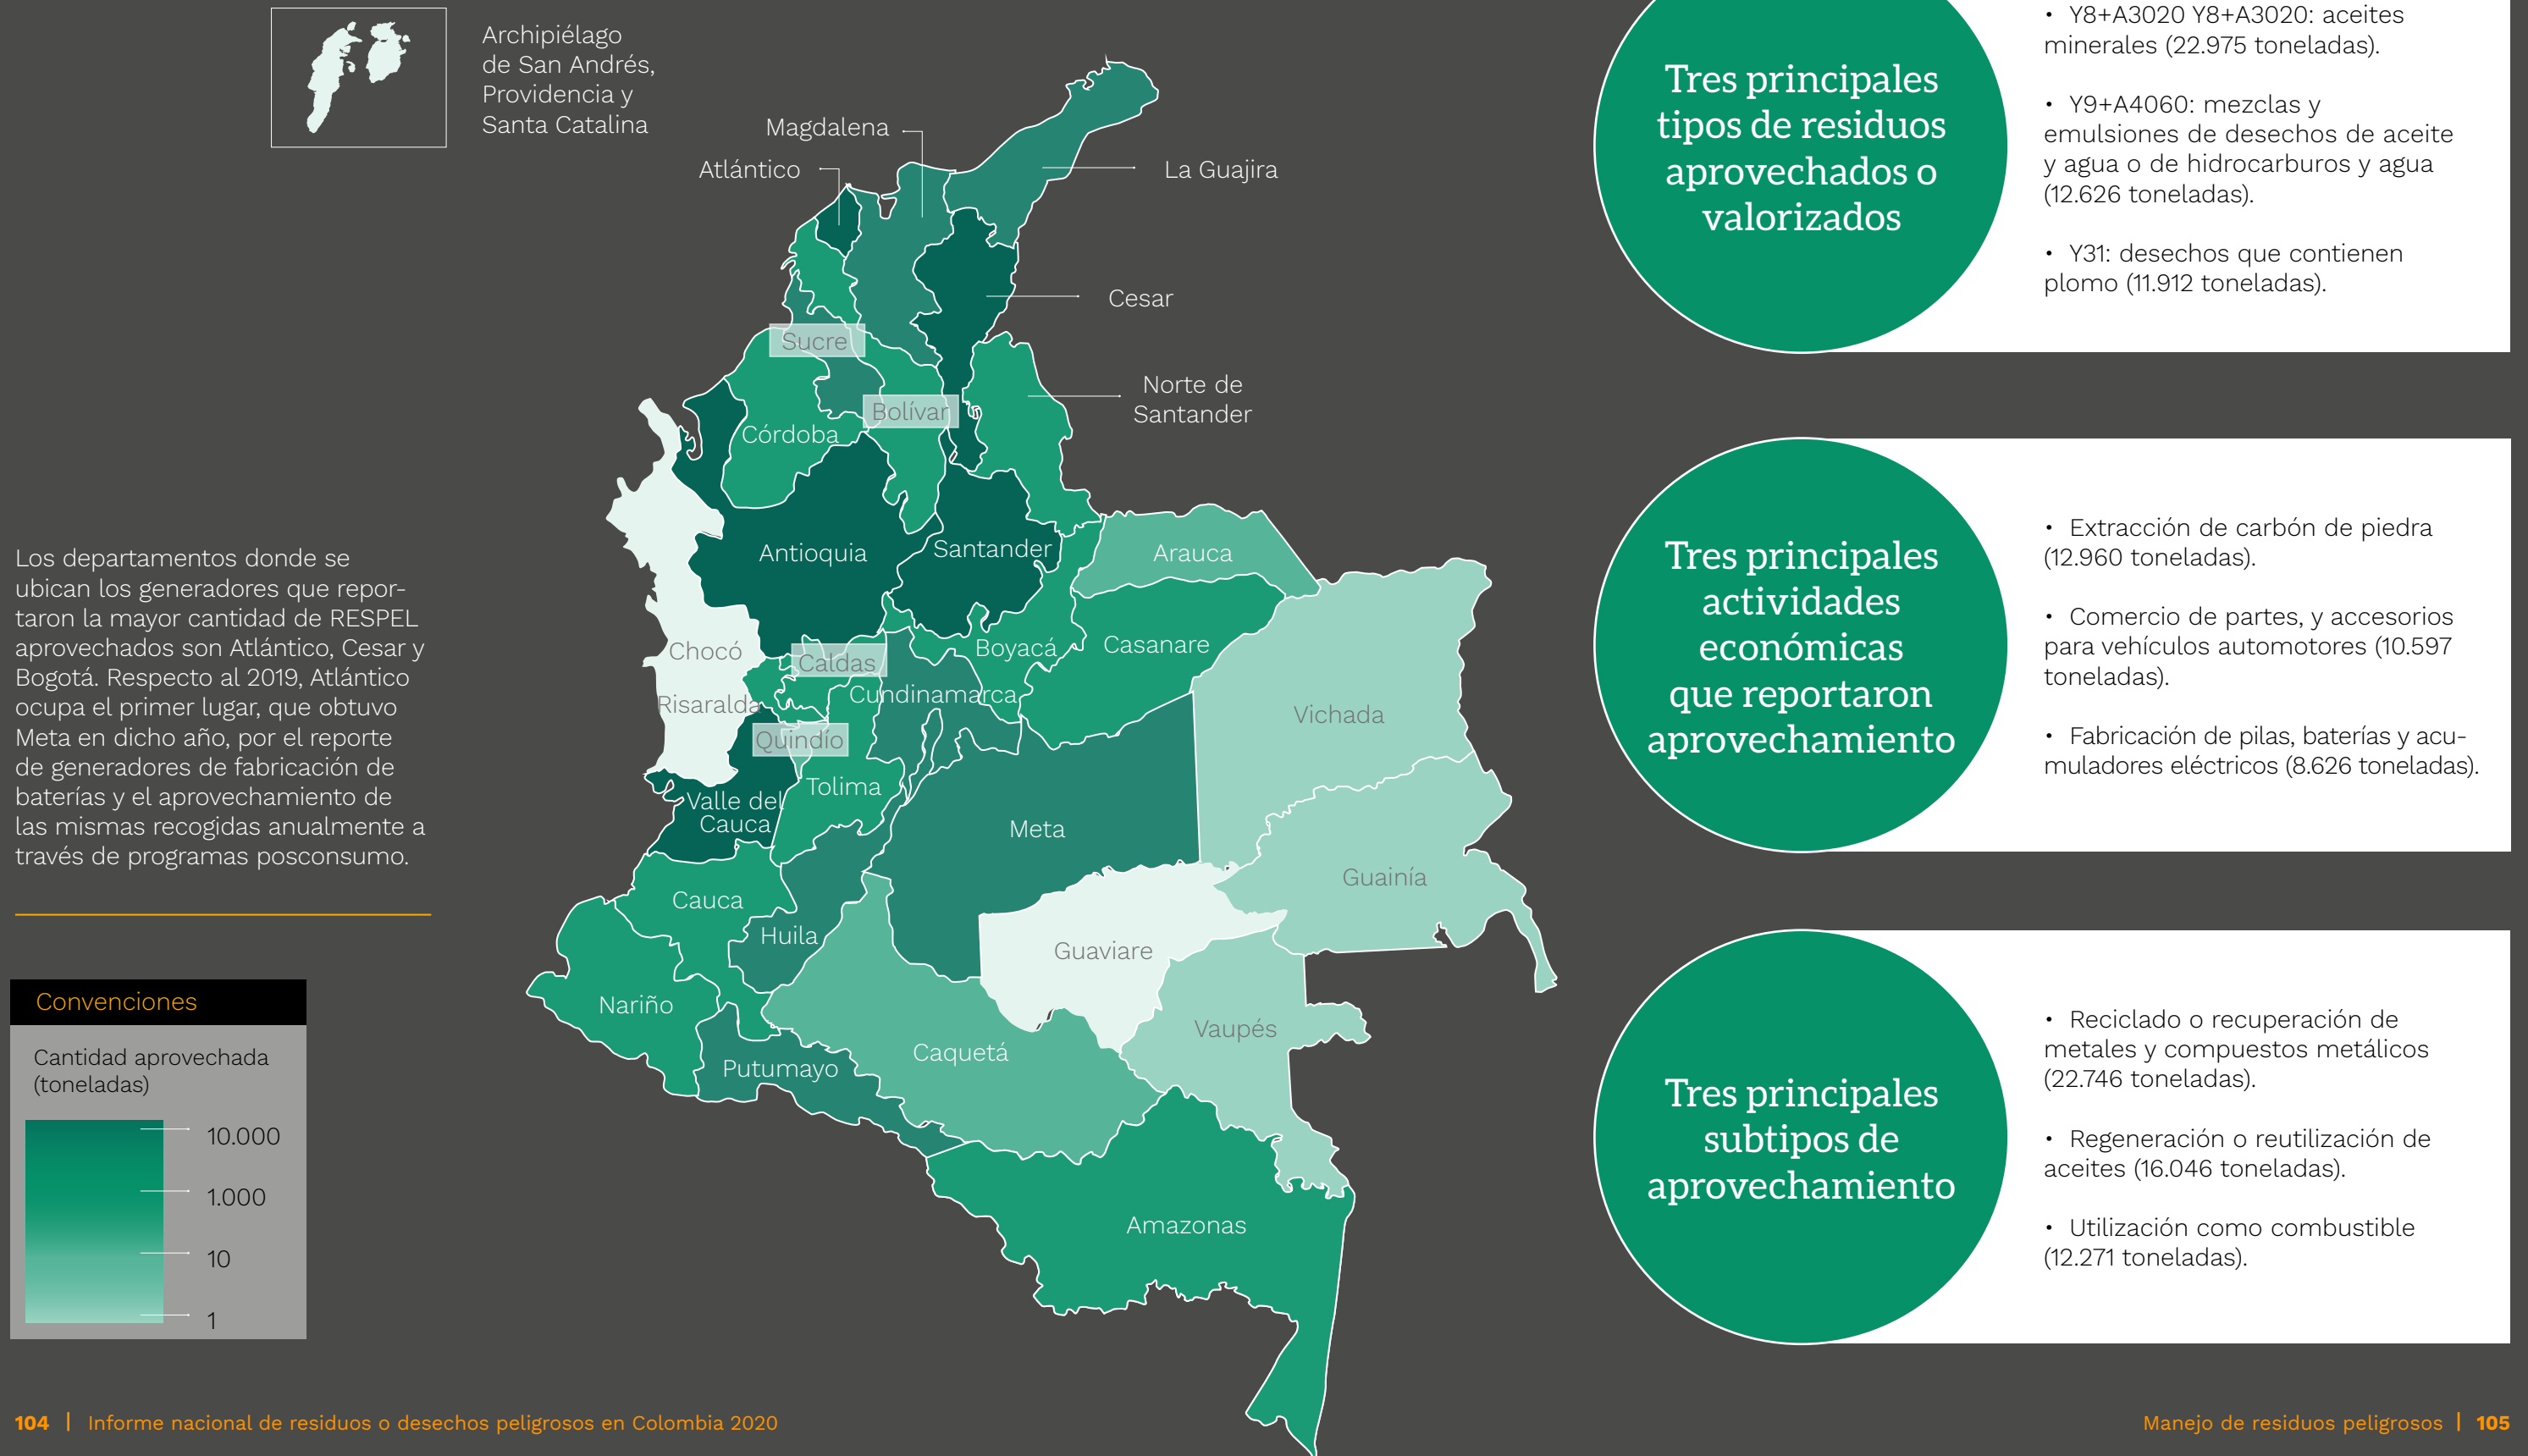 Archipiélago
de San Andrés,
Providencia y
Santa Catalina
Magdalena
Atlántico
La Guajira
Cesar
Sucre
Norte de
Santander
Bolívar
Córdoba
Antioquia
Santander
Arauca
Chocó
Caldas
Boyacá
Casanare
Risaralda
Cundinamarca
Vichada
Quindío
Tolima
Valle del
Cauca
Meta
Guainía
Cauca
Huila
Guaviare
Nariño
Vaupés
Caquetá
Putumayo
Amazonas
Los departamentos donde se
ubican los generadores que repor-
taron la mayor cantidad de RESPEL
aprovechados son Atlántico, Cesar y
Bogotá. Respecto al 2019, Atlántico
ocupa el primer lugar, que obtuvo
Meta en dicho año, por el reporte
de generadores de fabricación de
baterías y el aprovechamiento de
las mismas recogidas anualmente a
través de programas posconsumo.
Convenciones
Cantidad aprovechada
(toneladas)
10.000
1.000
10
1
Tres principales
tipos de residuos
aprovechados o
valorizados
• Y8+A3020 Y8+A3020: aceites
minerales (22.975 toneladas).
• Y9+A4060: mezclas y
emulsiones de desechos de aceite
y agua o de hidrocarburos y agua
(12.626 toneladas).
• Y31: desechos que contienen
plomo (11.912 toneladas).
Tres principales
actividades
económicas
que reportaron
aprovechamiento
• Extracción de carbón de piedra
(12.960 toneladas).
• Comercio de partes, y accesorios
para vehículos automotores (10.597
toneladas).
• Fabricación de pilas, baterías y acu-
muladores eléctricos (8.626 toneladas).
Tres principales
subtipos de
aprovechamiento
• Reciclado o recuperación de
metales y compuestos metálicos
(22.746 toneladas).
• Regeneración o reutilización de
aceites (16.046 toneladas).
• Utilización como combustible
(12.271 toneladas).
104 | Informe nacional de residuos o desechos peligrosos en Colombia 2020
Manejo de residuos peligrosos | 105